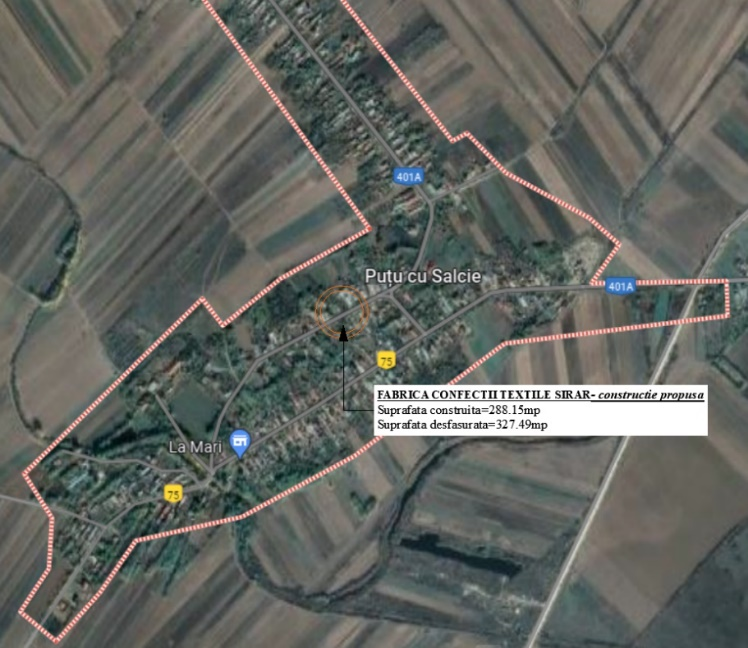 401A
Puțu cu Salcie
401A
75
FABRICA CONFECTII TEXTILE SIRAR- constructie propusa
Suprafata construita=288.15mp
Suprafata desfasurata=327.49mp
La Mari
75